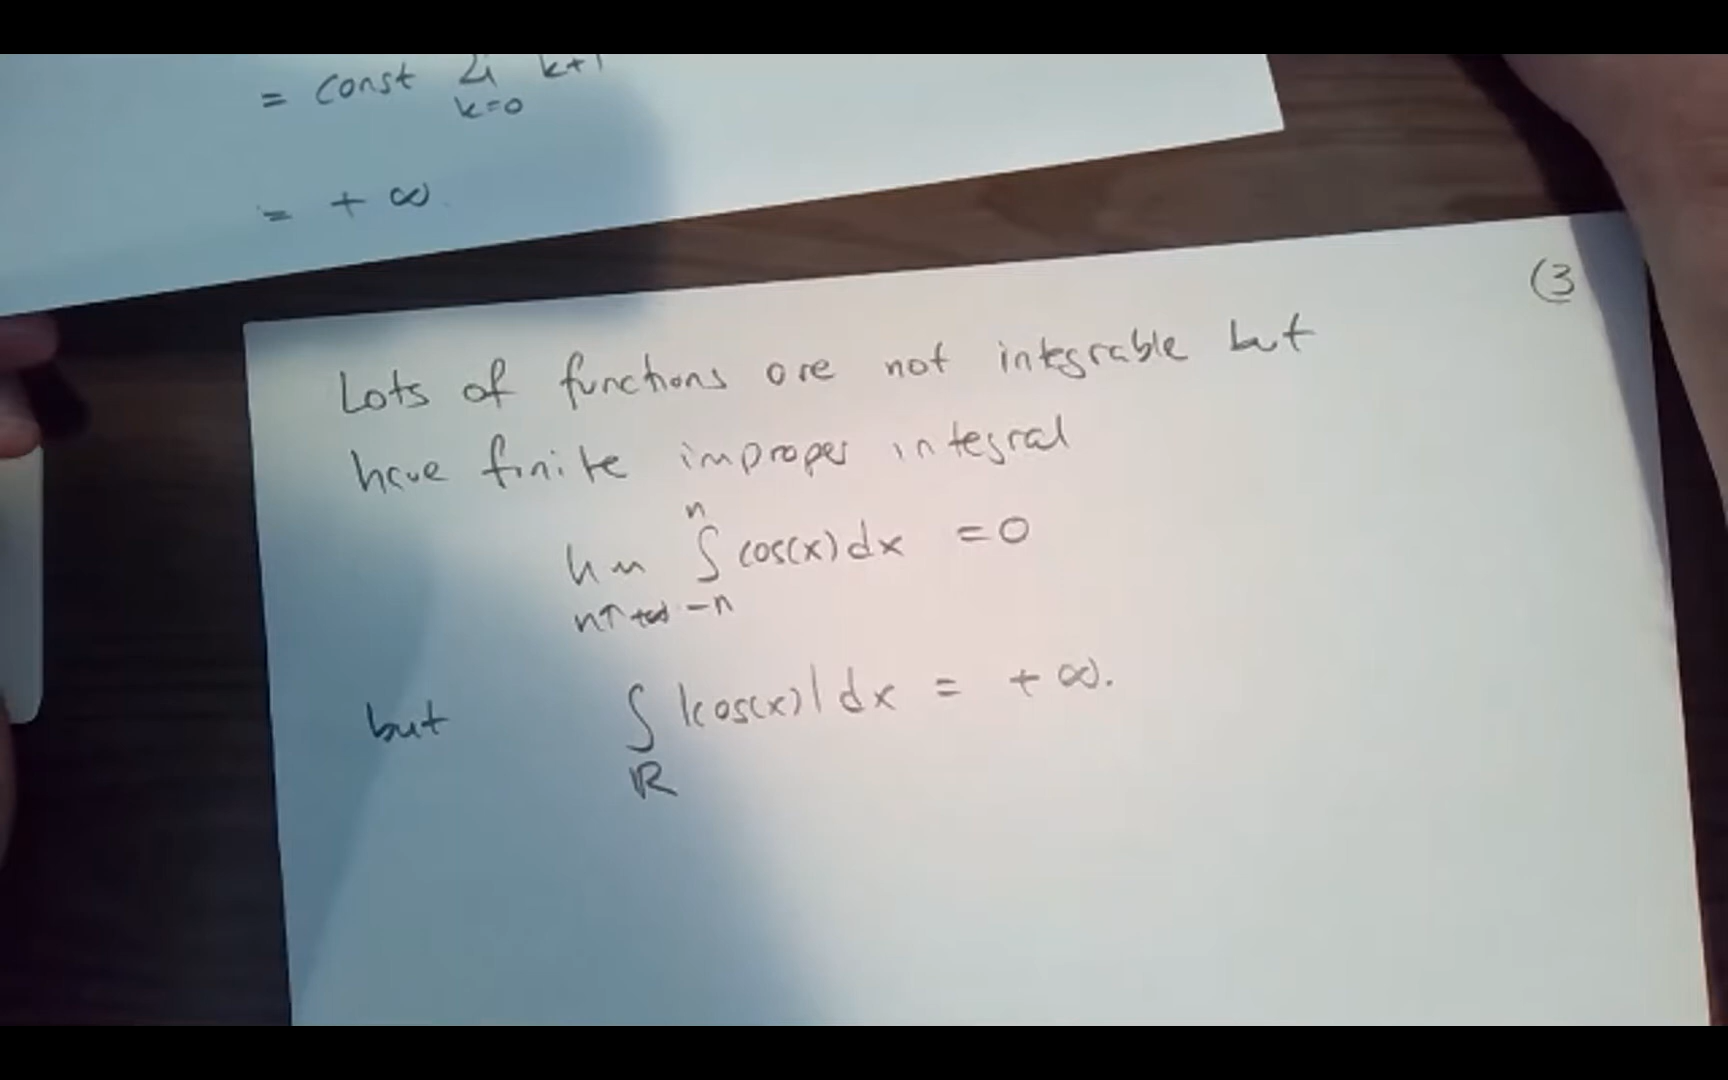 = const ∑ k+1
k=0
= + ∞
(3
Lots of functions are not integrable but
have finite improper integral
n
lim ∫ cos(x) dx = 0
n↑+∞ -n
but ∫ |cos(x)| dx = + ∞.
ℝ